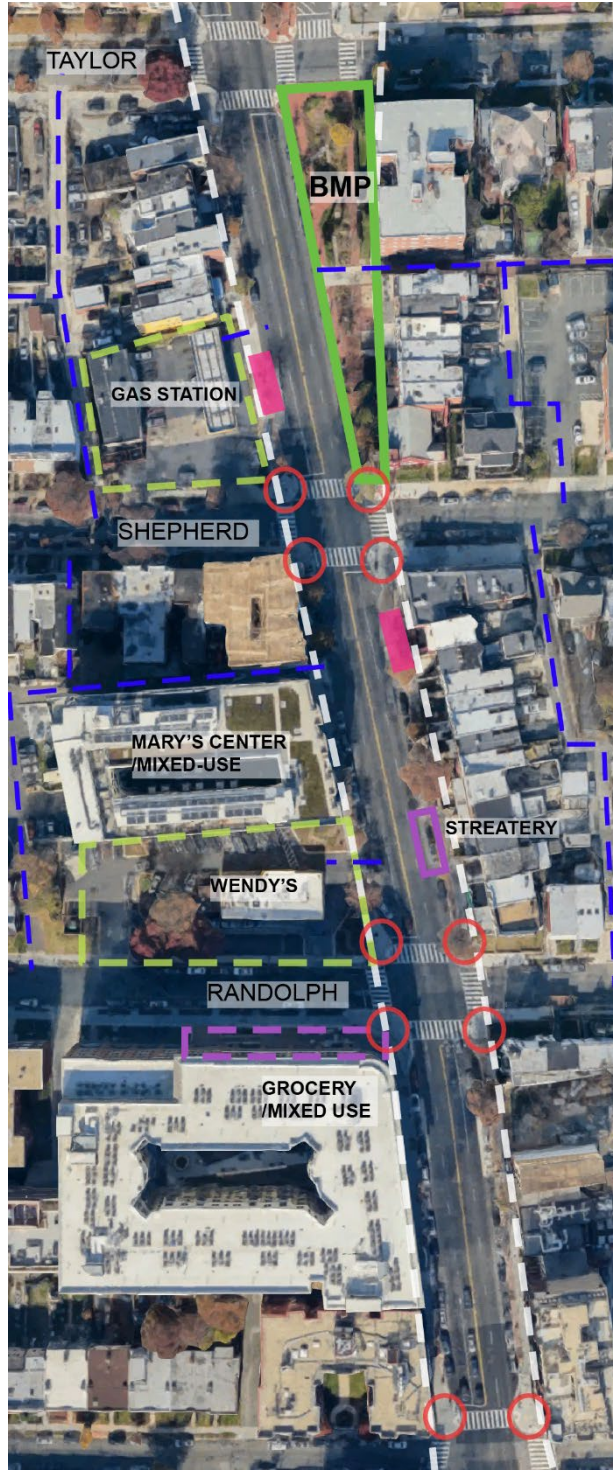 TAYLOR
BMP
GAS STATION
SHEPHERD
MARY'S CENTER
/MIXED-USE
STREATERY
WENDY'S
RANDOLPH
GROCERY
/MIXED USE